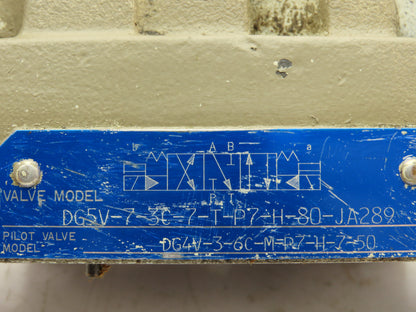 b A B a
P T
VALVE MODEL DG5V-7-3C-7-T-P7-H-80-JA289
PILOT VALVE MODEL DG4V-3-6C-M-P7-H-7-50